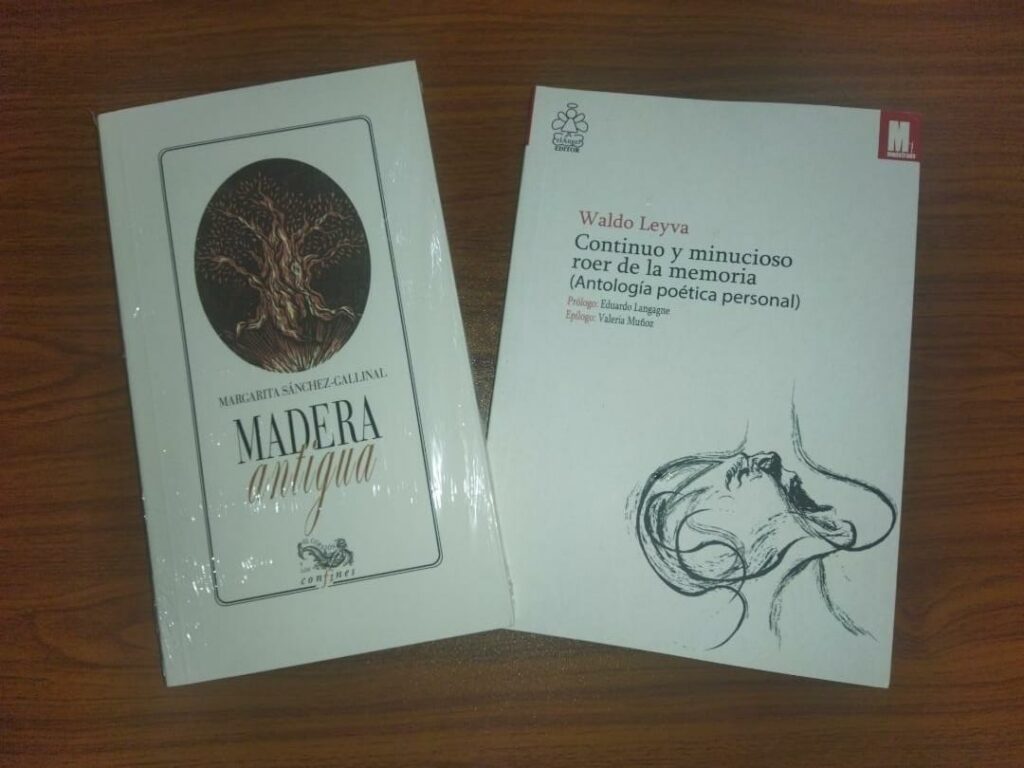 MARGARITA SÁNCHEZ-GALLINAL
MADERA
antigua
confines
EDITOR
M
Waldo Leyva
Continuo y minucioso
roer de la memoria
(Antología poética personal)
Prólogo: Eduardo Langagne
Epílogo: Valeria Muñoz